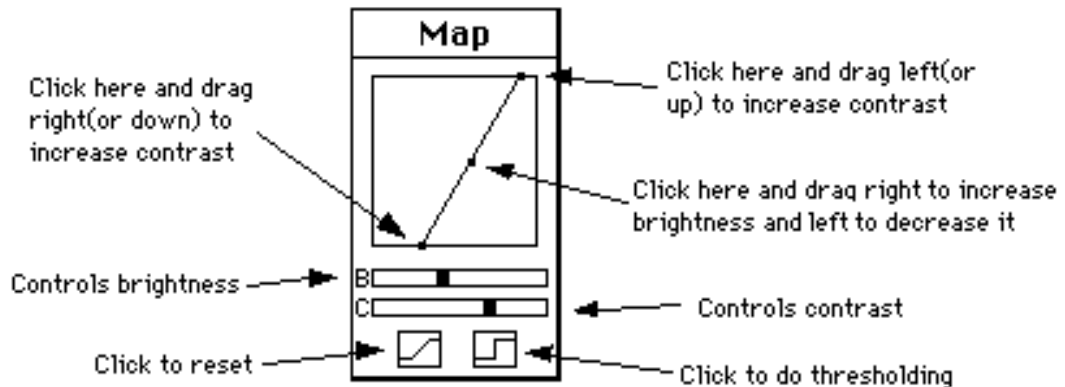 Map
Click here and drag
right(or down) to
increase contrast
Click here and drag left(or
up) to increase contrast
Click here and draq right to increase
brightness and left to decrease it
Controls brightness
B
C
Controls contrast
Click to reset
Click to do thresholding